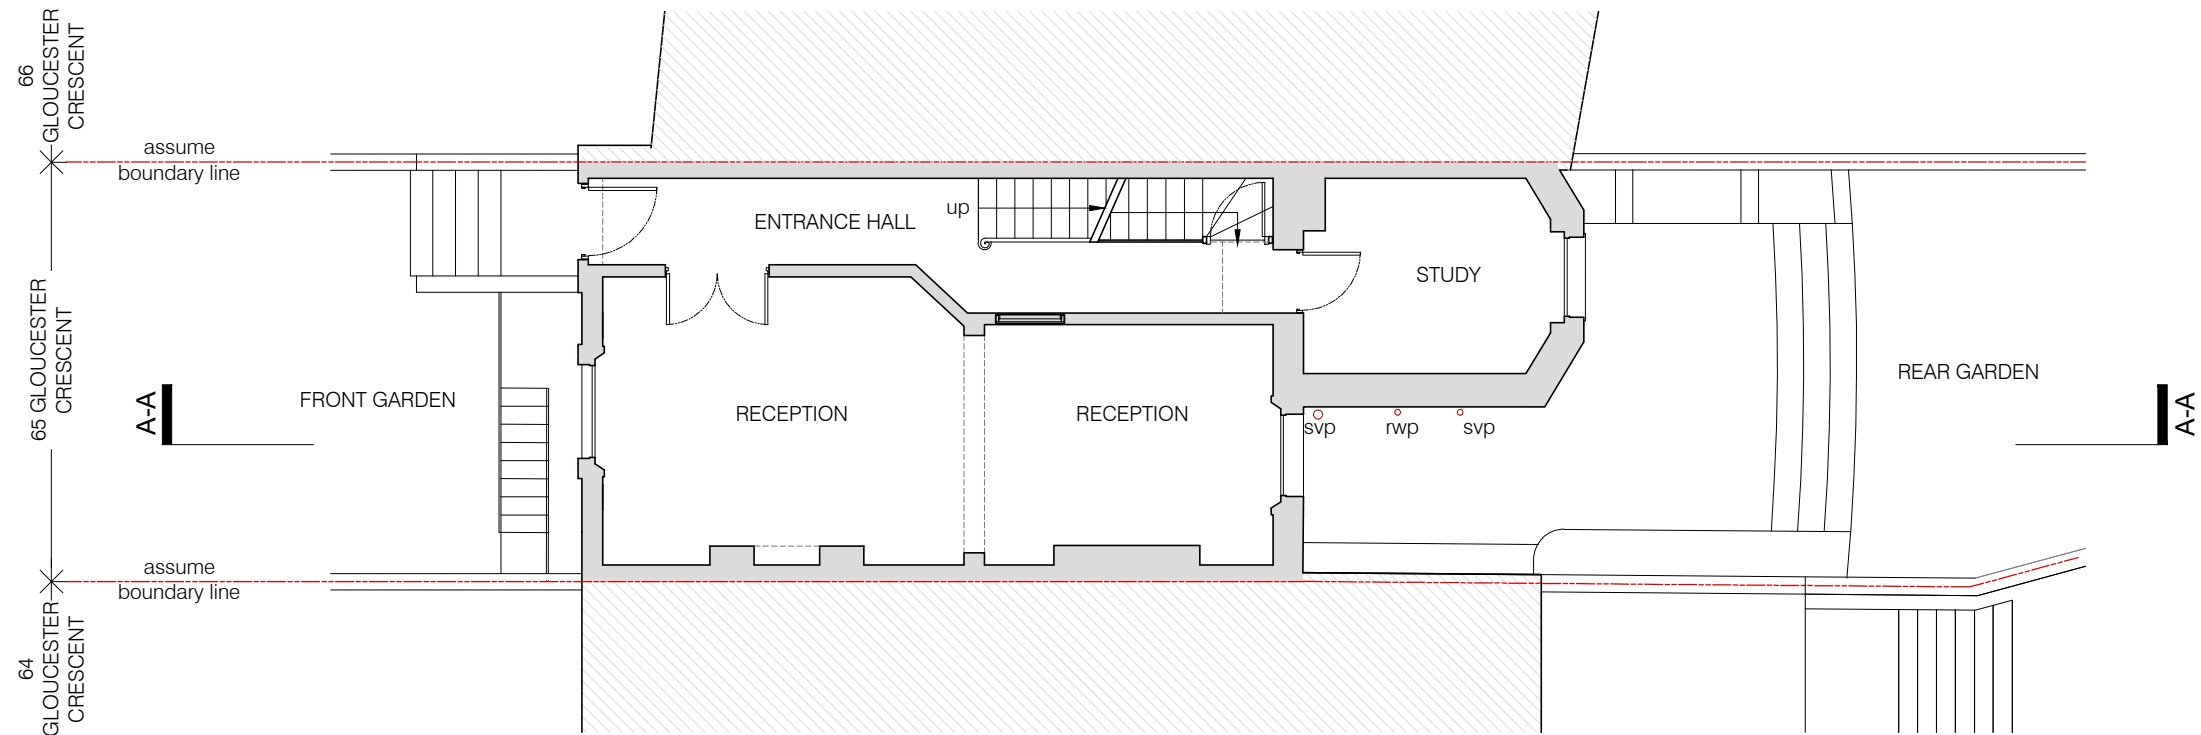 66
GLOUCESTER
CRESCENT
assume
boundary line
65 GLOUCESTER
CRESCENT
A-A
FRONT GARDEN
assume
boundary line
64
GLOUCESTER
CRESCENT
ENTRANCE HALL
up
STUDY
RECEPTION
RECEPTION
svp
rwp
svp
REAR GARDEN
A-A